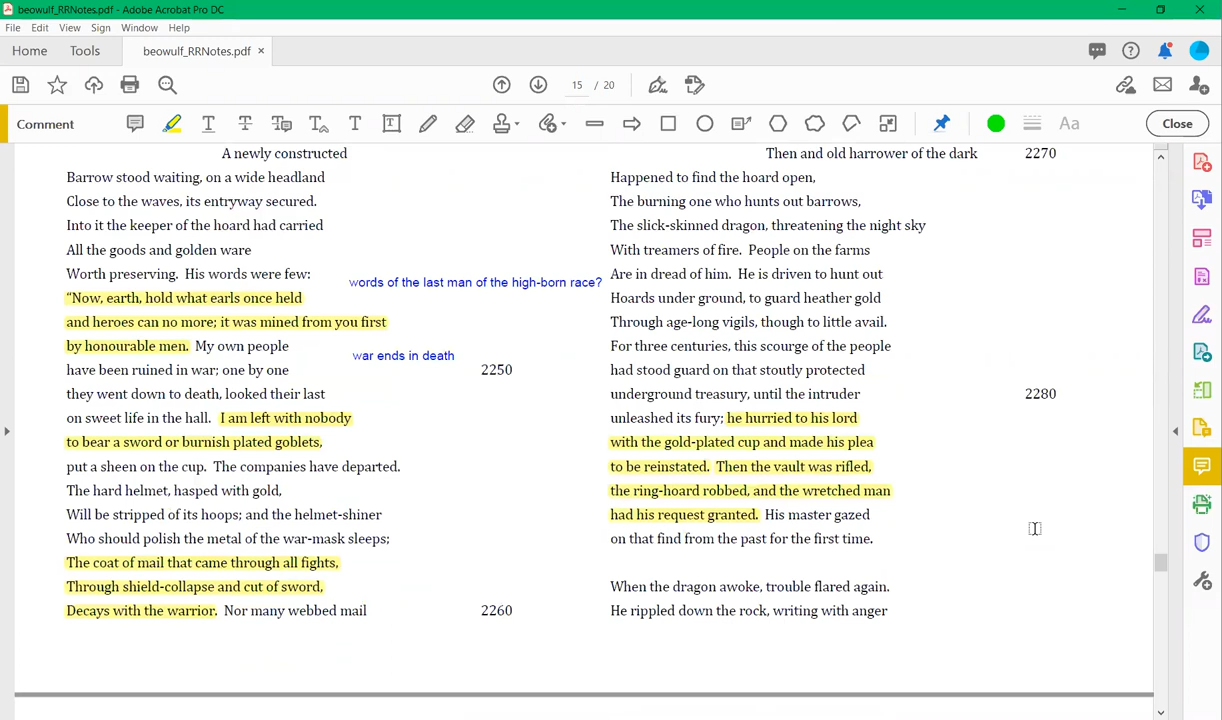 beowulf_RRNotes.pdf - Adobe Acrobat Pro DC
File Edit View Sign Window Help
Home Tools beowulf_RRNotes.pdf ×
15 / 20
Comment
Aa
Close
A newly constructed
Barrow stood waiting, on a wide headland
Close to the waves, its entryway secured.
Into it the keeper of the hoard had carried
All the goods and golden ware
Worth preserving. His words were few:
words of the last man of the high-born race?
“Now, earth, hold what earls once held
and heroes can no more; it was mined from you first
by honourable men. My own people
war ends in death
have been ruined in war; one by one 2250
they went down to death, looked their last
on sweet life in the hall. I am left with nobody
to bear a sword or burnish plated goblets,
put a sheen on the cup. The companies have departed.
The hard helmet, hasped with gold,
Will be stripped of its hoops; and the helmet-shiner
Who should polish the metal of the war-mask sleeps;
The coat of mail that came through all fights,
Through shield-collapse and cut of sword,
Decays with the warrior. Nor many webbed mail 2260
Then and old harrower of the dark 2270
Happened to find the hoard open,
The burning one who hunts out barrows,
The slick-skinned dragon, threatening the night sky
With treamers of fire. People on the farms
Are in dread of him. He is driven to hunt out
Hoards under ground, to guard heather gold
Through age-long vigils, though to little avail.
For three centuries, this scourge of the people
had stood guard on that stoutly protected
underground treasury, until the intruder 2280
unleashed its fury; he hurried to his lord
with the gold-plated cup and made his plea
to be reinstated. Then the vault was rifled,
the ring-hoard robbed, and the wretched man
had his request granted. His master gazed
on that find from the past for the first time.
When the dragon awoke, trouble flared again.
He rippled down the rock, writing with anger